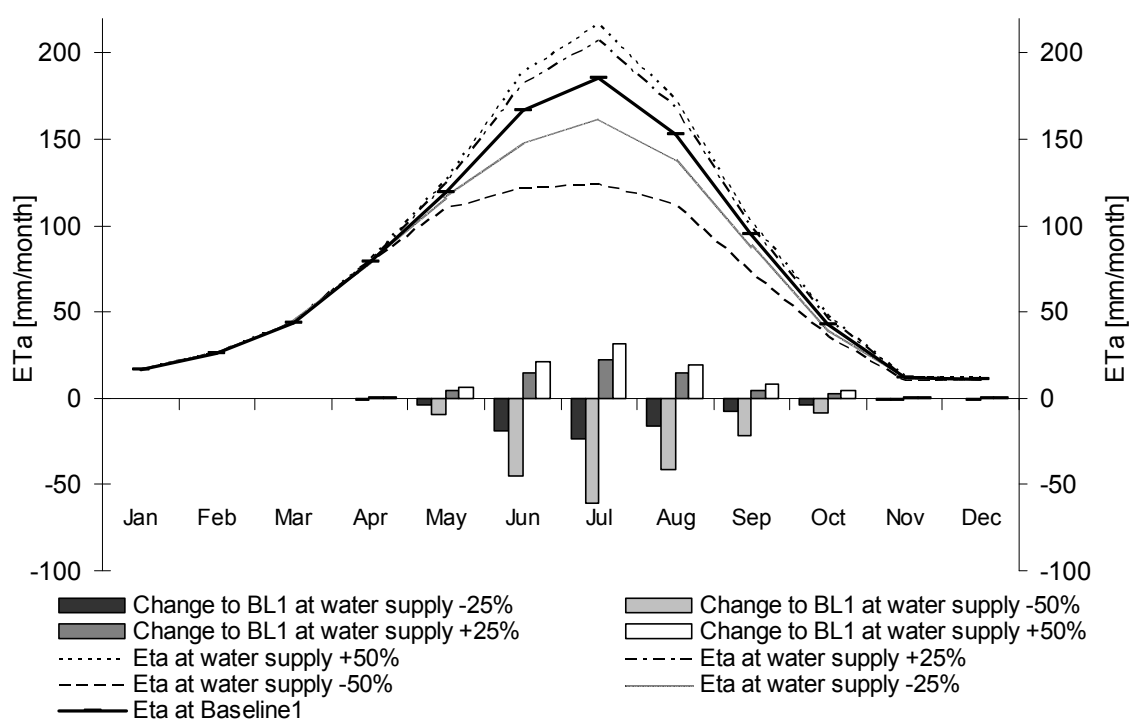 ETa [mm/month]
200
150
100
50
0
-50
-100
200
150
100
50
0
-50
-100
ETa [mm/month]
Jan Feb Mar Apr May Jun Jul Aug Sep Oct Nov Dec
Change to BL1 at water supply -25%
Change to BL1 at water supply -50%
Change to BL1 at water supply +25%
Change to BL1 at water supply +50%
Eta at water supply +50%
Eta at water supply +25%
Eta at water supply -50%
Eta at water supply -25%
Eta at Baseline1